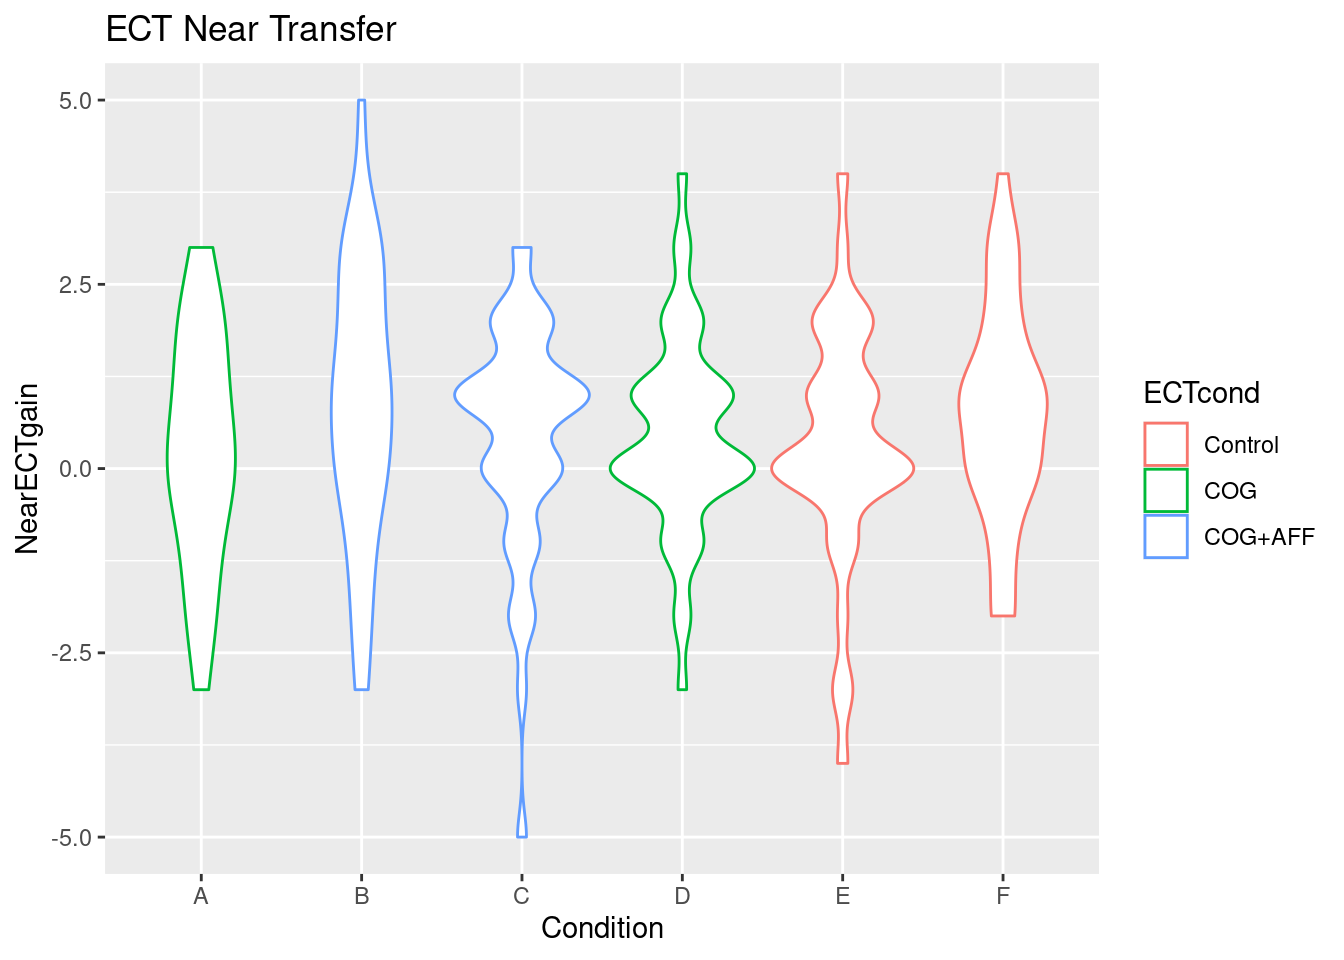 ECT Near Transfer
NearECTgain
5.0
2.5
0.0
-2.5
-5.0
A B C D E F
Condition
ECTcond
Control
COG
COG+AFF